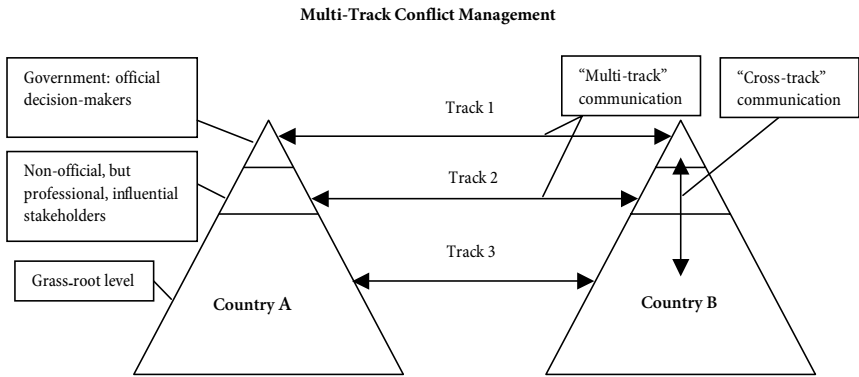 Multi-Track Conflict Management
Government: official
decision-makers
"Multi-track"
communication
"Cross-track"
communication
Track 1
Non-official, but
professional, influential
stakeholders
Track 2
Track 3
Grass-root level
Country A
Country B